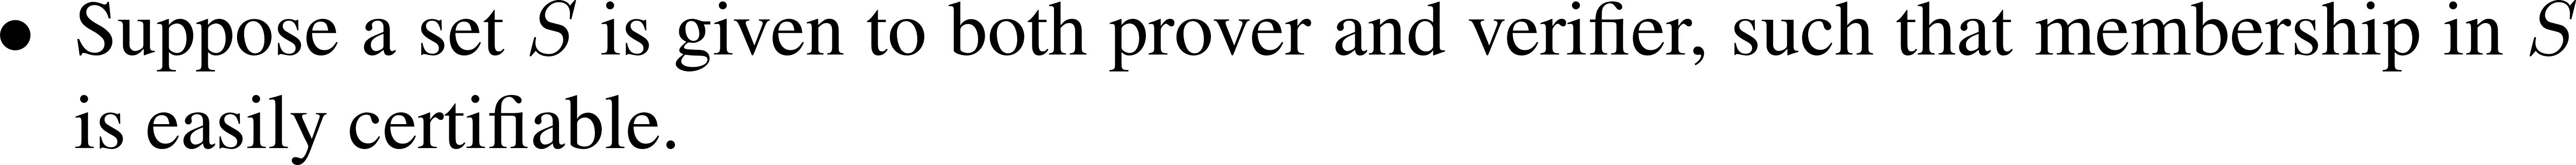 • Suppose a set S is given to both prover and verifier, such that membership in S
is easily certifiable.